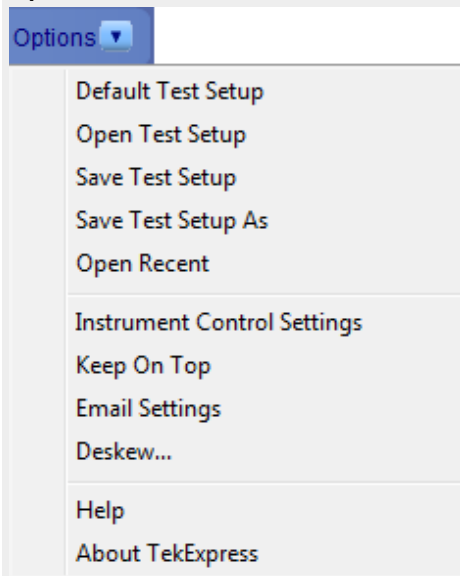 Options
Default Test Setup
Open Test Setup
Save Test Setup
Save Test Setup As
Open Recent
Instrument Control Settings
Keep On Top
Email Settings
Deskew...
Help
About TekExpress